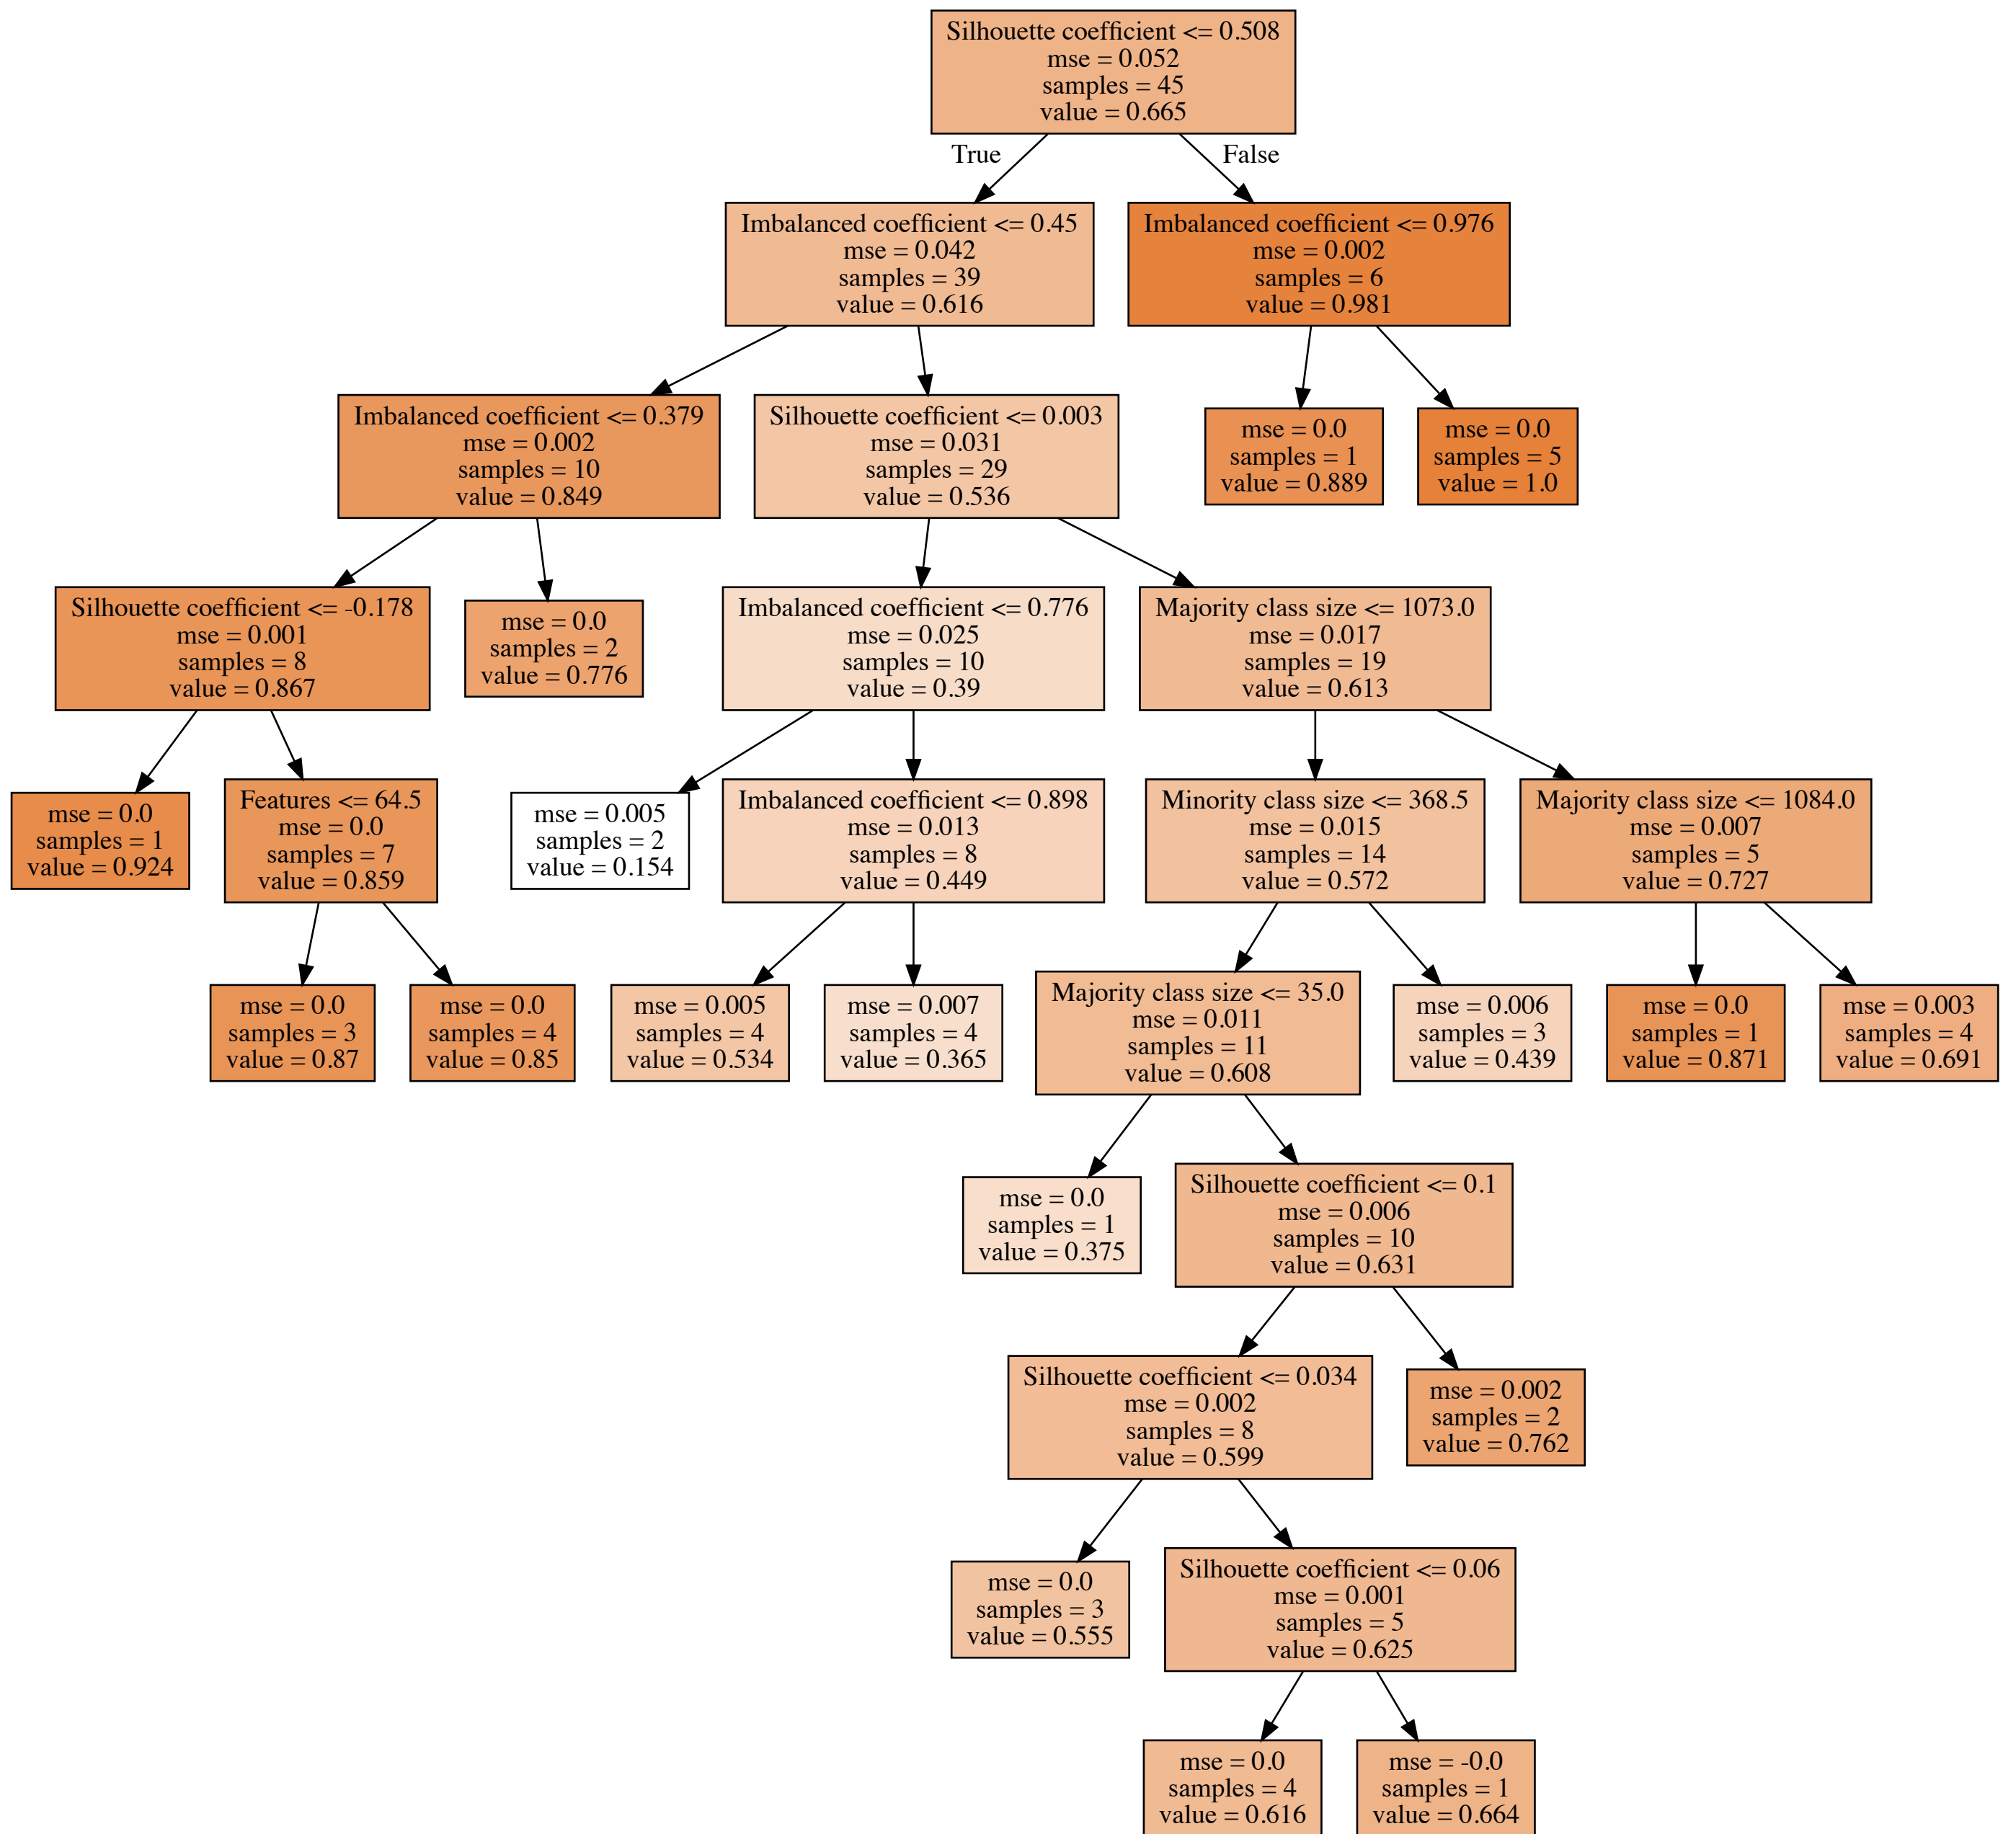 Silhouette coefficient <= 0.508
mse = 0.052
samples = 45
value = 0.665
True
False
Imbalanced coefficient <= 0.45
mse = 0.042
samples = 39
value = 0.616
Imbalanced coefficient <= 0.976
mse = 0.002
samples = 6
value = 0.981
Imbalanced coefficient <= 0.379
mse = 0.002
samples = 10
value = 0.849
Silhouette coefficient <= 0.003
mse = 0.031
samples = 29
value = 0.536
mse = 0.0
samples = 1
value = 0.889
mse = 0.0
samples = 5
value = 1.0
Silhouette coefficient <= -0.178
mse = 0.001
samples = 8
value = 0.867
mse = 0.0
samples = 2
value = 0.776
Imbalanced coefficient <= 0.776
mse = 0.025
samples = 10
value = 0.39
Majority class size <= 1073.0
mse = 0.017
samples = 19
value = 0.613
mse = 0.0
samples = 1
value = 0.924
Features <= 64.5
mse = 0.0
samples = 7
value = 0.859
mse = 0.005
samples = 2
value = 0.154
Imbalanced coefficient <= 0.898
mse = 0.013
samples = 8
value = 0.449
Minority class size <= 368.5
mse = 0.015
samples = 14
value = 0.572
Majority class size <= 1084.0
mse = 0.007
samples = 5
value = 0.727
mse = 0.0
samples = 3
value = 0.87
mse = 0.0
samples = 4
value = 0.85
mse = 0.005
samples = 4
value = 0.534
mse = 0.007
samples = 4
value = 0.365
Majority class size <= 35.0
mse = 0.011
samples = 11
value = 0.608
mse = 0.006
samples = 3
value = 0.439
mse = 0.0
samples = 1
value = 0.871
mse = 0.003
samples = 4
value = 0.691
mse = 0.0
samples = 1
value = 0.375
Silhouette coefficient <= 0.1
mse = 0.006
samples = 10
value = 0.631
Silhouette coefficient <= 0.034
mse = 0.002
samples = 8
value = 0.599
mse = 0.002
samples = 2
value = 0.762
mse = 0.0
samples = 3
value = 0.555
Silhouette coefficient <= 0.06
mse = 0.001
samples = 5
value = 0.625
mse = 0.0
samples = 4
value = 0.616
mse = -0.0
samples = 1
value = 0.664